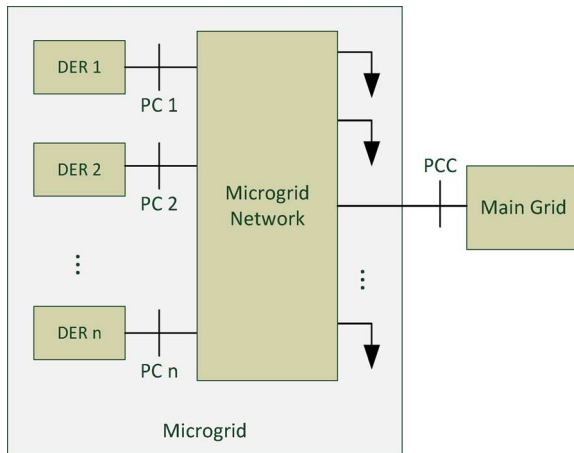 DER 1
PC 1
DER 2
PC 2
DER n
PC n
Microgrid
Network
PCC
Main Grid
Microgrid